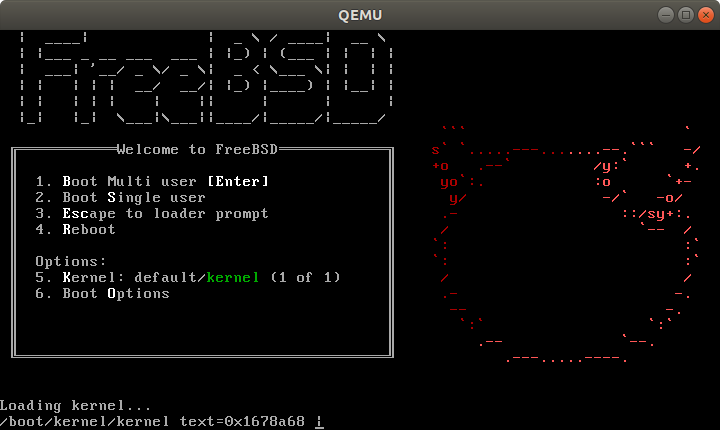 QEMU
FreeBSD
Welcome to FreeBSD
1. Boot Multi user [Enter]
2. Boot Single user
3. Escape to loader prompt
4. Reboot
Options:
5. Kernel: default/kernel (1 of 1)
6. Boot Options
Loading kernel...
/boot/kernel/kernel text=0x1678a68 |